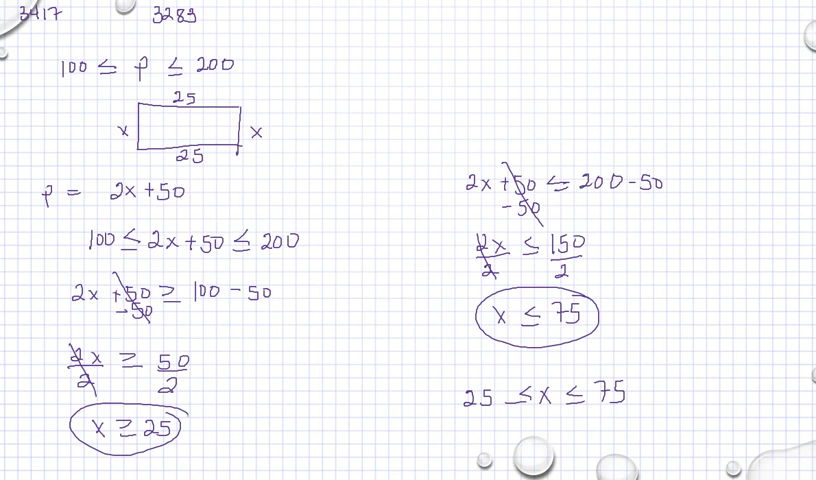 3417 3283
100 ≤ P ≤ 200
25
x x
25
P = 2x + 50
100 ≤ 2x + 50 ≤ 200
2x + 50 ≥ 100 - 50
- 50
2x ≥ 50
2 2
x ≥ 25
2x + 50 ≤ 200 - 50
- 50
2x ≤ 150
2 2
x ≤ 75
25 ≤ x ≤ 75